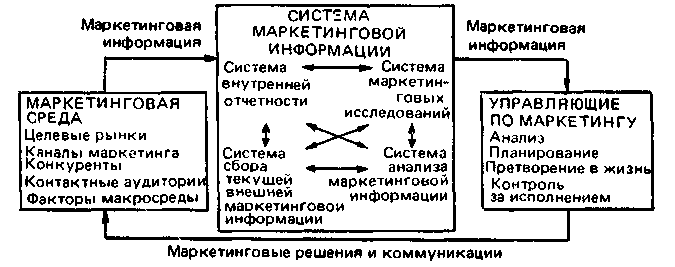 Маркетинговая
информация
СИСТЕМА
МАРКЕТИНГОВОЙ
ИНФОРМАЦИИ
Маркетинговая
информация
Система
внутренней
отчетности
Система
маркетин-
говых
исследований
Система
сбора
текущей
внешней
маркетинговой
информации
Система
анализа
маркетинговой
информации
МАРКЕТИНГОВАЯ
СРЕДА
Целевые рынки
Каналы маркетинга
Конкуренты
Контактные аудитории
Факторы макросреды
УПРАВЛЯЮЩИЕ
ПО МАРКЕТИНГУ
Анализ
Планирование
Претворение в жизнь
Контроль
за исполнением
Маркетинговые решения и коммуникации